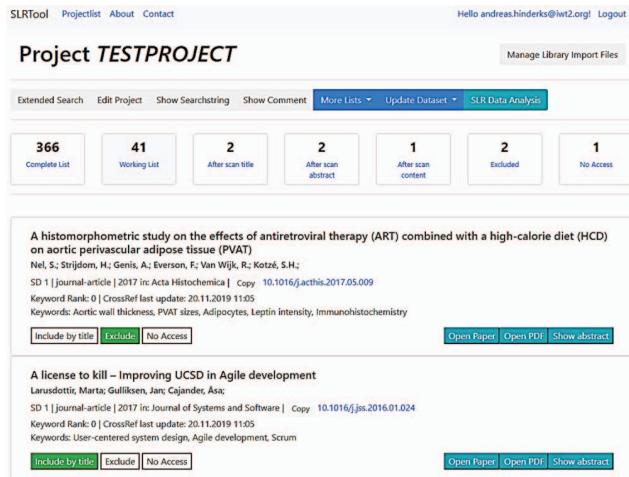 SLRTool Projectlist About Contact Hello andreas.hinderks@iwt2.org! Logout
Project TESTPROJECT Manage Library Import Files
Extended Search Edit Project Show Searchstring Show Comment More Lists Update Dataset SLR Data Analysis
366 41 2 2 1 2 1
Complete List Working List After scan title After scan abstract After scan content Excluded No Access
A histomorphometric study on the effects of antiretroviral therapy (ART) combined with a high-calorie diet (HCD)
on aortic perivascular adipose tissue (PVAT)
Nel, S.; Strijdom, H.; Genis, A.; Everson, F.; Van Wijk, R.; Kotzé, S.H.;
SD 1 | journal-article | 2017 in: Acta Histochemica | Copy 10.1016/j.acthis.2017.05.009
Keyword Rank: 0 | CrossRef last update: 20.11.2019 11:05
Keywords: Aortic wall thickness, PVAT sizes, Adipocytes, Leptin intensity, Immunohistochemistry
Include by title Exclude No Access Open Paper Open PDF Show abstract
A license to kill – Improving UCSD in Agile development
Larusdottir, Marta; Gulliksen, Jan; Cajander, Åsa;
SD 1 | journal-article | 2017 in: Journal of Systems and Software | Copy 10.1016/j.jss.2016.01.024
Keyword Rank: 0 | CrossRef last update: 20.11.2019 11:05
Keywords: User-centered system design, Agile development, Scrum
Include by title Exclude No Access Open Paper Open PDF Show abstract